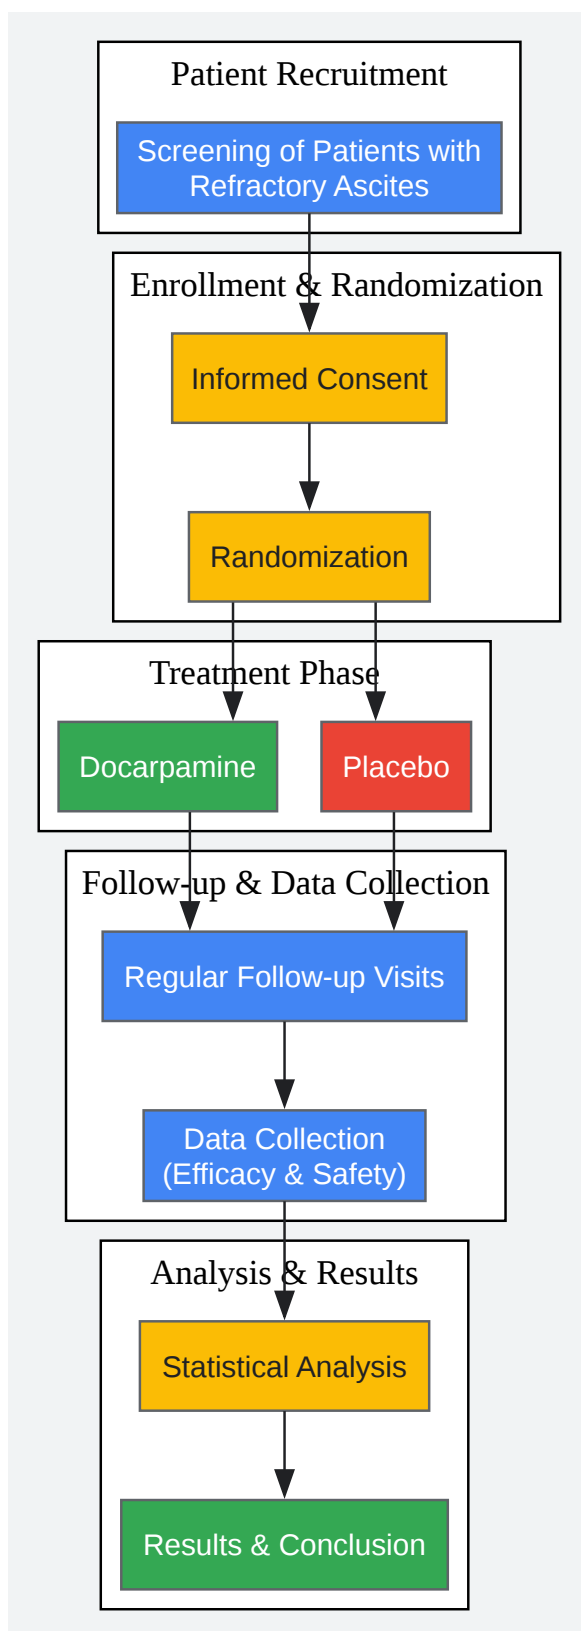 Patient Recruitment
Screening of Patients with
Refractory Ascites
Enrollment & Randomization
Informed Consent
Randomization
Treatment Phase
Docarpamine
Placebo
Follow-up & Data Collection
Regular Follow-up Visits
Data Collection
(Efficacy & Safety)
Analysis & Results
Statistical Analysis
Results & Conclusion